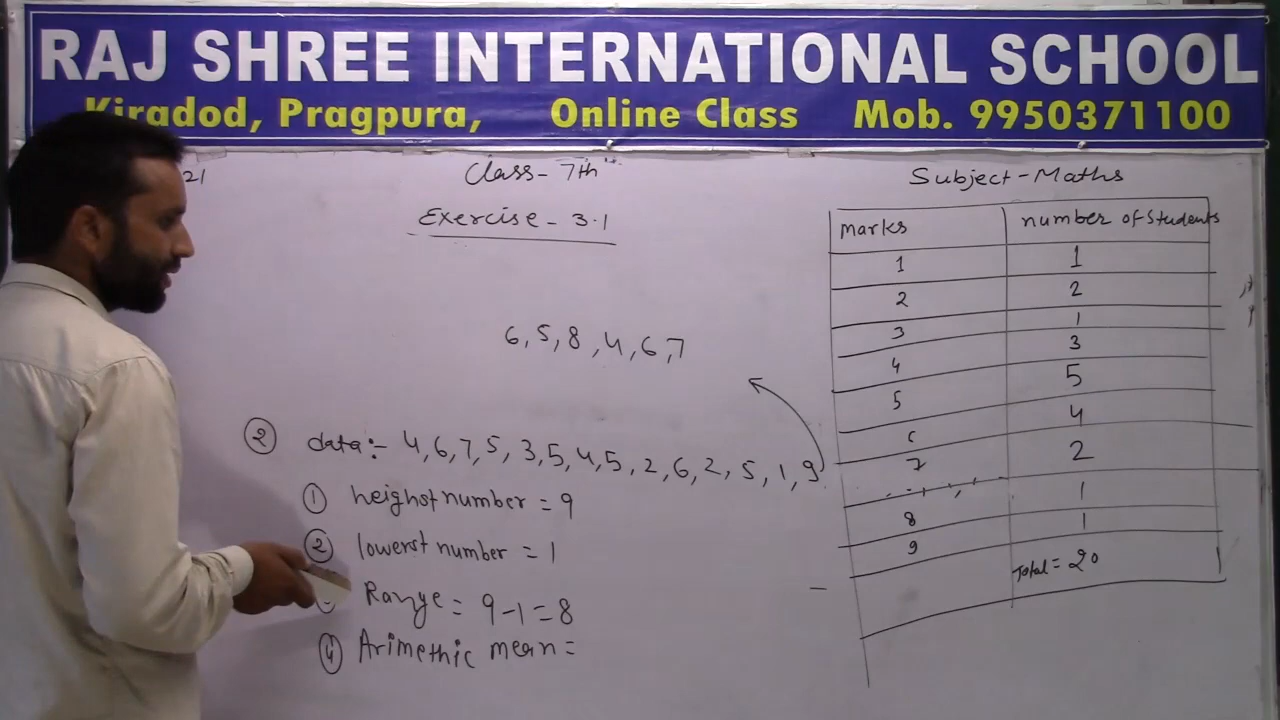 RAJ SHREE INTERNATIONAL SCHOOL
Kiradod, Pragpura, Online Class Mob. 9950371100
21
Class - 7th
Subject - Maths
Exercise - 3.1
marks number of Students
1 1
2 2
3 1
4 3
5 5
6 4
7 2
8 1
9 1
Total = 20
6, 5, 8, 4, 6, 7
② data:- 4, 6, 7, 5, 3, 5, 4, 5, 2, 6, 2, 5, 1, 9
① heighst number = 9
② lowerst number = 1
Range = 9 - 1 = 8
④ Arimethic mean =